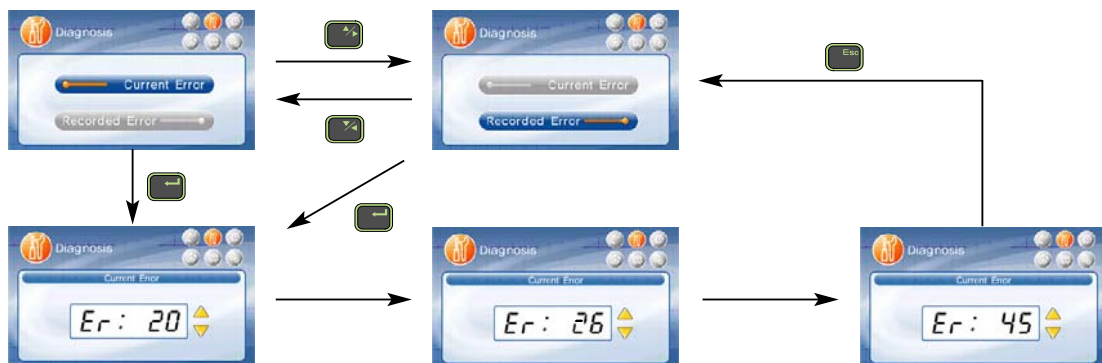 Diagnosis
Current Error
Recorded Error
Diagnosis
Current Error
Recorded Error
Esc
Diagnosis
Current Error
Er: 20
Diagnosis
Current Error
Er: 26
Diagnosis
Current Error
Er: 45